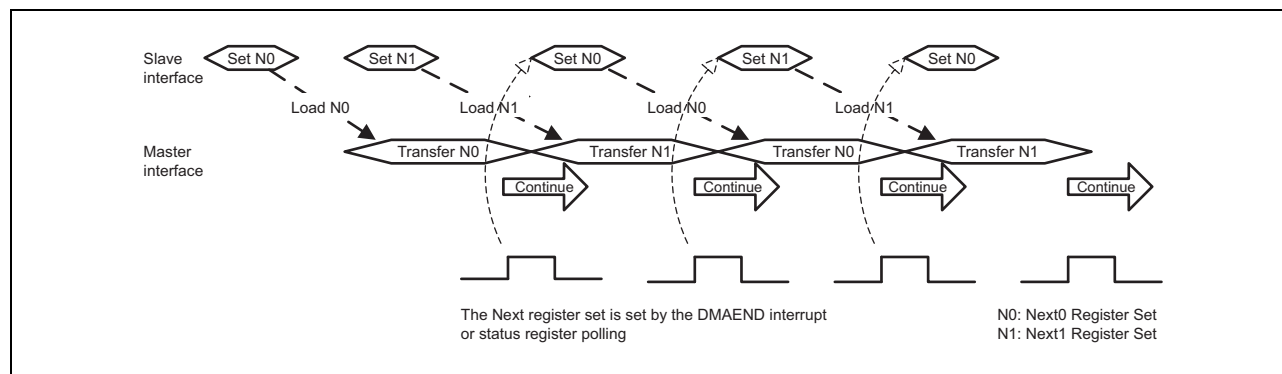 Slave
interface
Set N0
Set N1
Set N0
Set N1
Set N0
Load N0
Load N1
Load N0
Load N1
Master
interface
Transfer N0
Transfer N1
Transfer N0
Transfer N1
Continue
Continue
Continue
Continue
The Next register set is set by the DMAEND interrupt
or status register polling
N0: Next0 Register Set
N1: Next1 Register Set